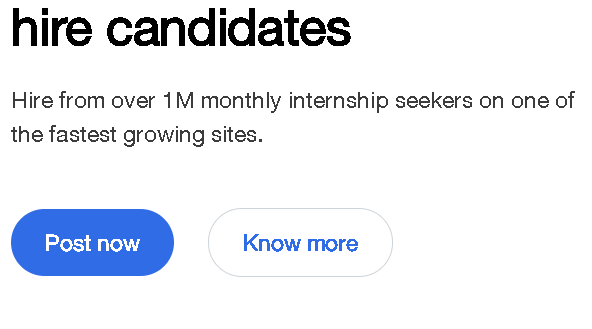 hire candidates
Hire from over 1M monthly internship seekers on one of
the fastest growing sites.
Post now
Know more